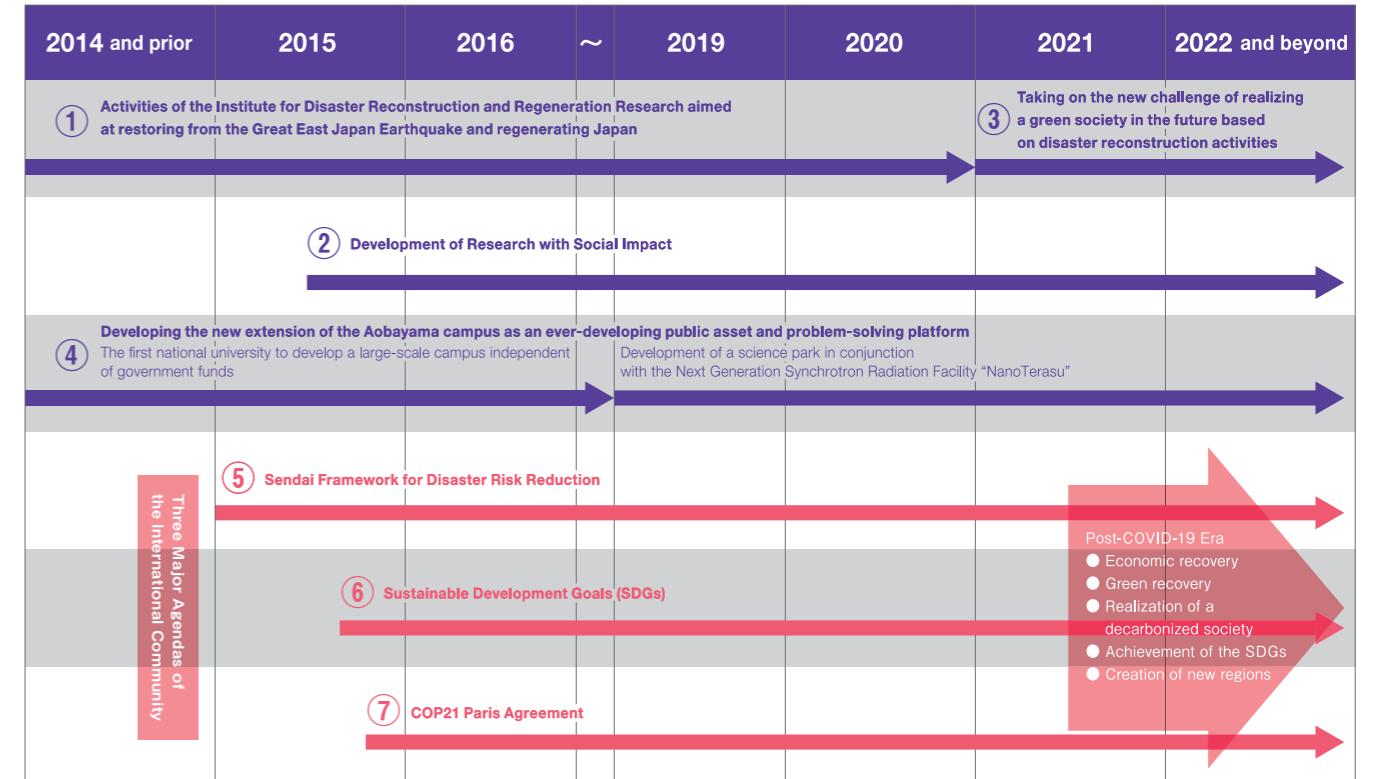 2014 and prior
2015
2016
～
2019
2020
2021
2022 and beyond
① Activities of the Institute for Disaster Reconstruction and Regeneration Research aimed
at restoring from the Great East Japan Earthquake and regenerating Japan
③ Taking on the new challenge of realizing
a green society in the future based
on disaster reconstruction activities
② Development of Research with Social Impact
④ Developing the new extension of the Aobayama campus as an ever-developing public asset and problem-solving platform
The first national university to develop a large-scale campus independent
of government funds
Development of a science park in conjunction
with the Next Generation Synchrotron Radiation Facility “NanoTerasu”
Three Major Agendas of
the International Community
⑤ Sendai Framework for Disaster Risk Reduction
⑥ Sustainable Development Goals (SDGs)
⑦ COP21 Paris Agreement
Post-COVID-19 Era
● Economic recovery
● Green recovery
● Realization of a
decarbonized society
● Achievement of the SDGs
● Creation of new regions